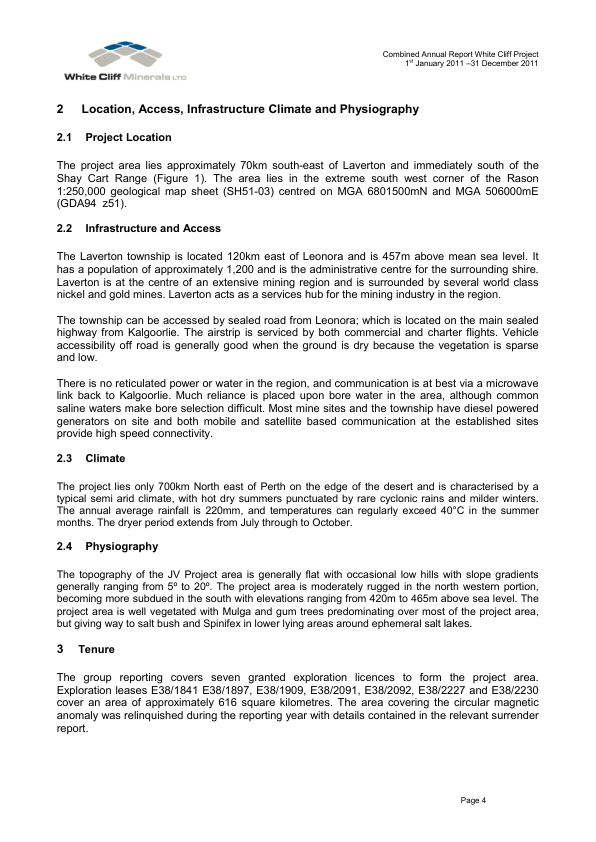 White Cliff Minerals LTD
Combined Annual Report White Cliff Project
1st January 2011 –31 December 2011
2 Location, Access, Infrastructure Climate and Physiography
2.1 Project Location
The project area lies approximately 70km south-east of Laverton and immediately south of the
Shay Cart Range (Figure 1). The area lies in the extreme south west corner of the Rason
1:250,000 geological map sheet (SH51-03) centred on MGA 6801500mN and MGA 506000mE
(GDA94 z51).
2.2 Infrastructure and Access
The Laverton township is located 120km east of Leonora and is 457m above mean sea level. It
has a population of approximately 1,200 and is the administrative centre for the surrounding shire.
Laverton is at the centre of an extensive mining region and is surrounded by several world class
nickel and gold mines. Laverton acts as a services hub for the mining industry in the region.
The township can be accessed by sealed road from Leonora; which is located on the main sealed
highway from Kalgoorlie. The airstrip is serviced by both commercial and charter flights. Vehicle
accessibility off road is generally good when the ground is dry because the vegetation is sparse
and low.
There is no reticulated power or water in the region, and communication is at best via a microwave
link back to Kalgoorlie. Much reliance is placed upon bore water in the area, although common
saline waters make bore selection difficult. Most mine sites and the township have diesel powered
generators on site and both mobile and satellite based communication at the established sites
provide high speed connectivity.
2.3 Climate
The project lies only 700km North east of Perth on the edge of the desert and is characterised by a
typical semi arid climate, with hot dry summers punctuated by rare cyclonic rains and milder winters.
The annual average rainfall is 220mm, and temperatures can regularly exceed 40°C in the summer
months. The dryer period extends from July through to October.
2.4 Physiography
The topography of the JV Project area is generally flat with occasional low hills with slope gradients
generally ranging from 5º to 20º. The project area is moderately rugged in the north western portion,
becoming more subdued in the south with elevations ranging from 420m to 465m above sea level. The
project area is well vegetated with Mulga and gum trees predominating over most of the project area,
but giving way to salt bush and Spinifex in lower lying areas around ephemeral salt lakes.
3 Tenure
The group reporting covers seven granted exploration licences to form the project area.
Exploration leases E38/1841 E38/1897, E38/1909, E38/2091, E38/2092, E38/2227 and E38/2230
cover an area of approximately 616 square kilometres. The area covering the circular magnetic
anomaly was relinquished during the reporting year with details contained in the relevant surrender
report.
Page 4